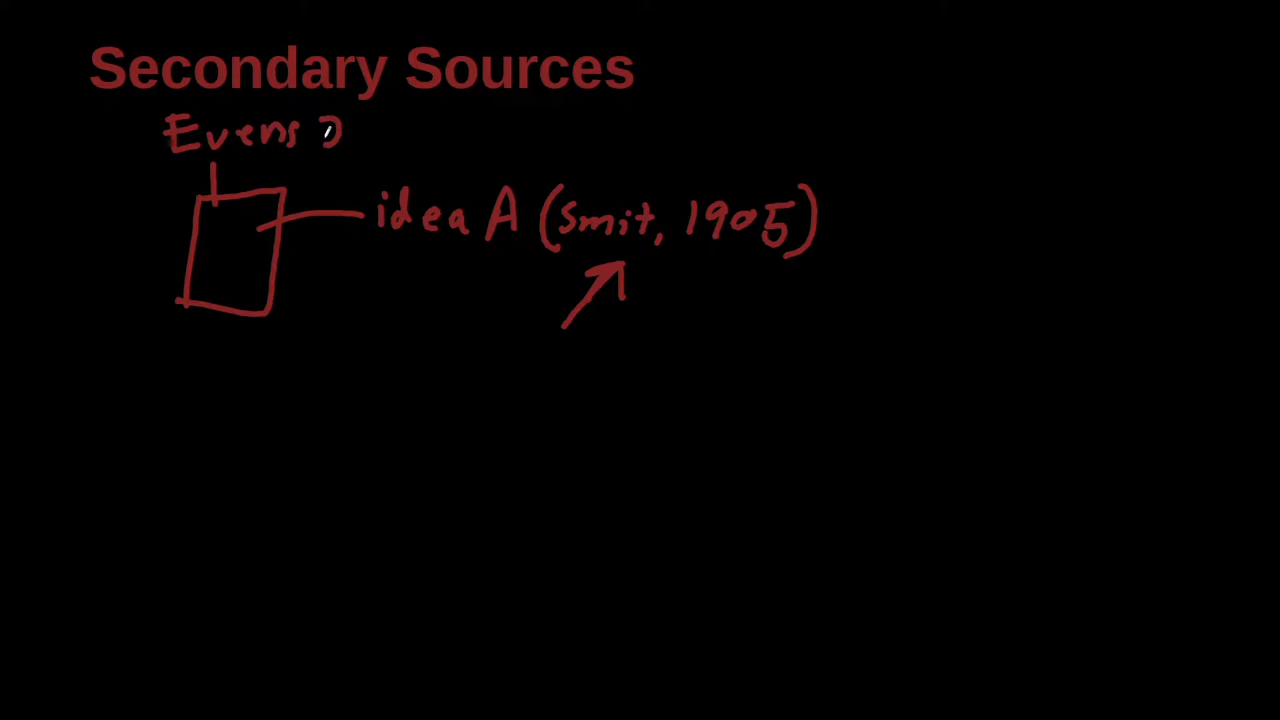 Secondary Sources
Evens
idea A (smit, 1905)